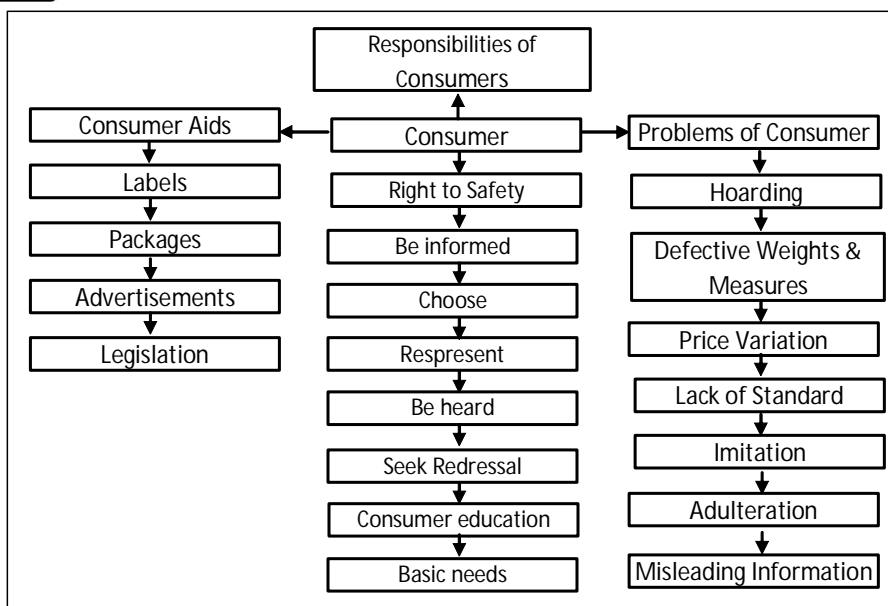 Responsibilities of
Consumers
Consumer Aids
Labels
Packages
Advertisements
Legislation
Consumer
Right to Safety
Be informed
Choose
Respresent
Be heard
Seek Redressal
Consumer education
Basic needs
Problems of Consumer
Hoarding
Defective Weights &
Measures
Price Variation
Lack of Standard
Imitation
Adulteration
Misleading Information